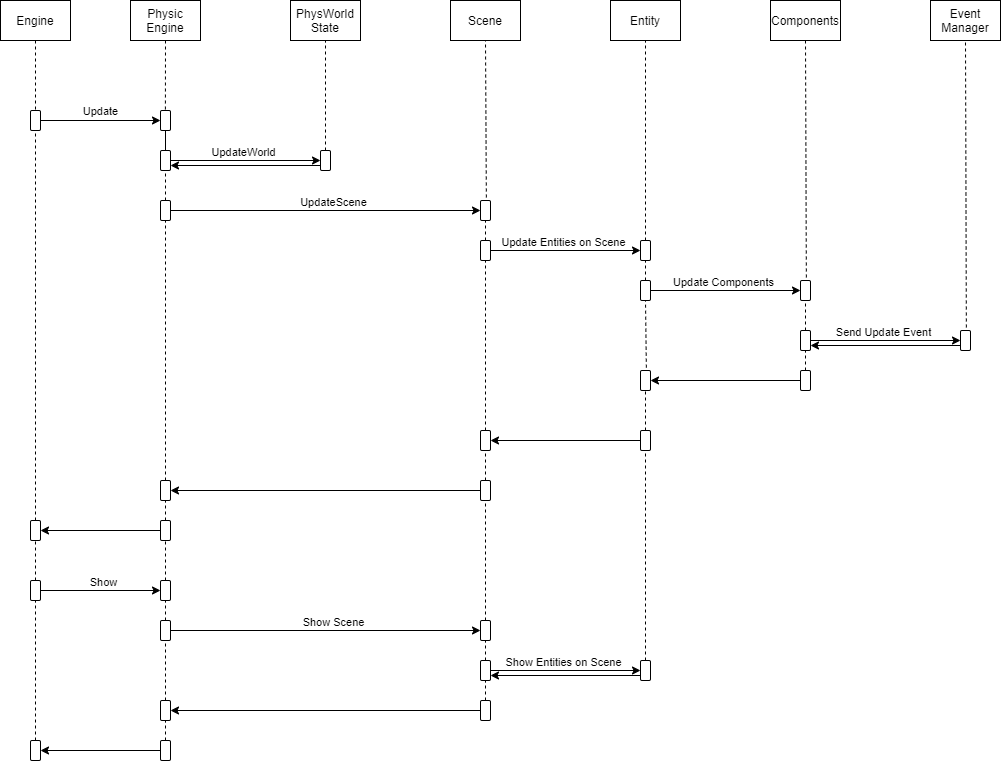 Engine
Physic
Engine
PhysWorld
State
Scene
Entity
Components
Event
Manager
Update
UpdateWorld
UpdateScene
Update Entities on Scene
Update Components
Send Update Event
Show
Show Scene
Show Entities on Scene